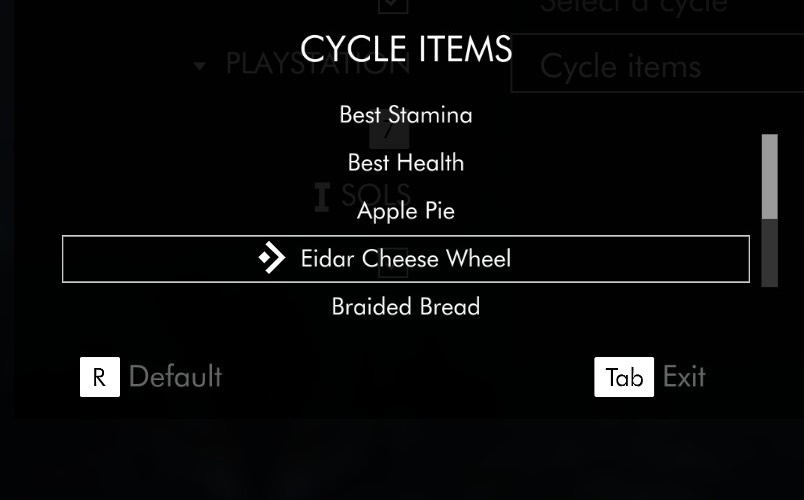 Select a cycle
CYCLE ITEMS
PLAYSTATION
Cycle items
Best Stamina
7
Best Health
SOLS
Apple Pie
Eidar Cheese Wheel
Braided Bread
R Default
Tab Exit